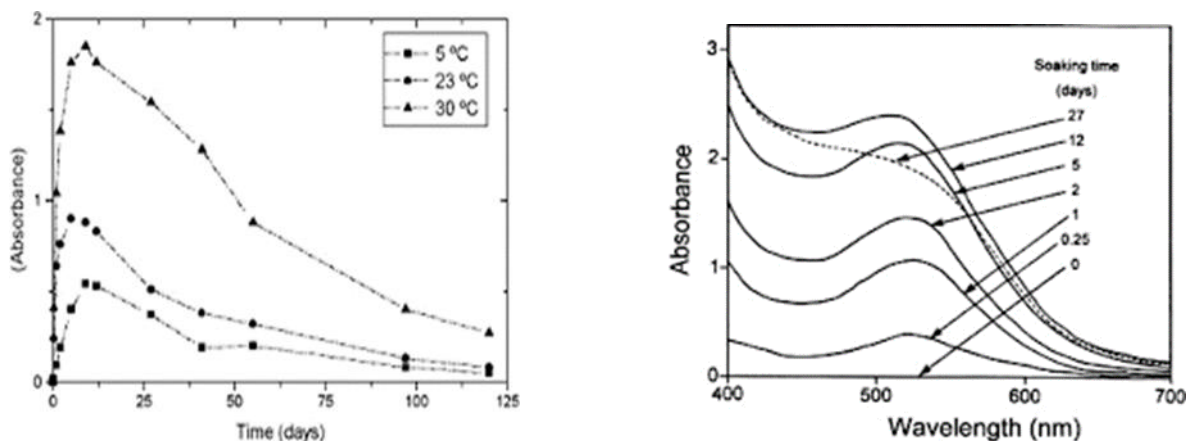 2
1
0
(Absorbance)
5 ºC
23 ºC
30 ºC
0
25
50
75
100
125
Time (days)
3
2
1
0
Absorbance
Soaking time
(days)
27
12
5
2
1
0.25
0
400
500
600
700
Wavelength (nm)